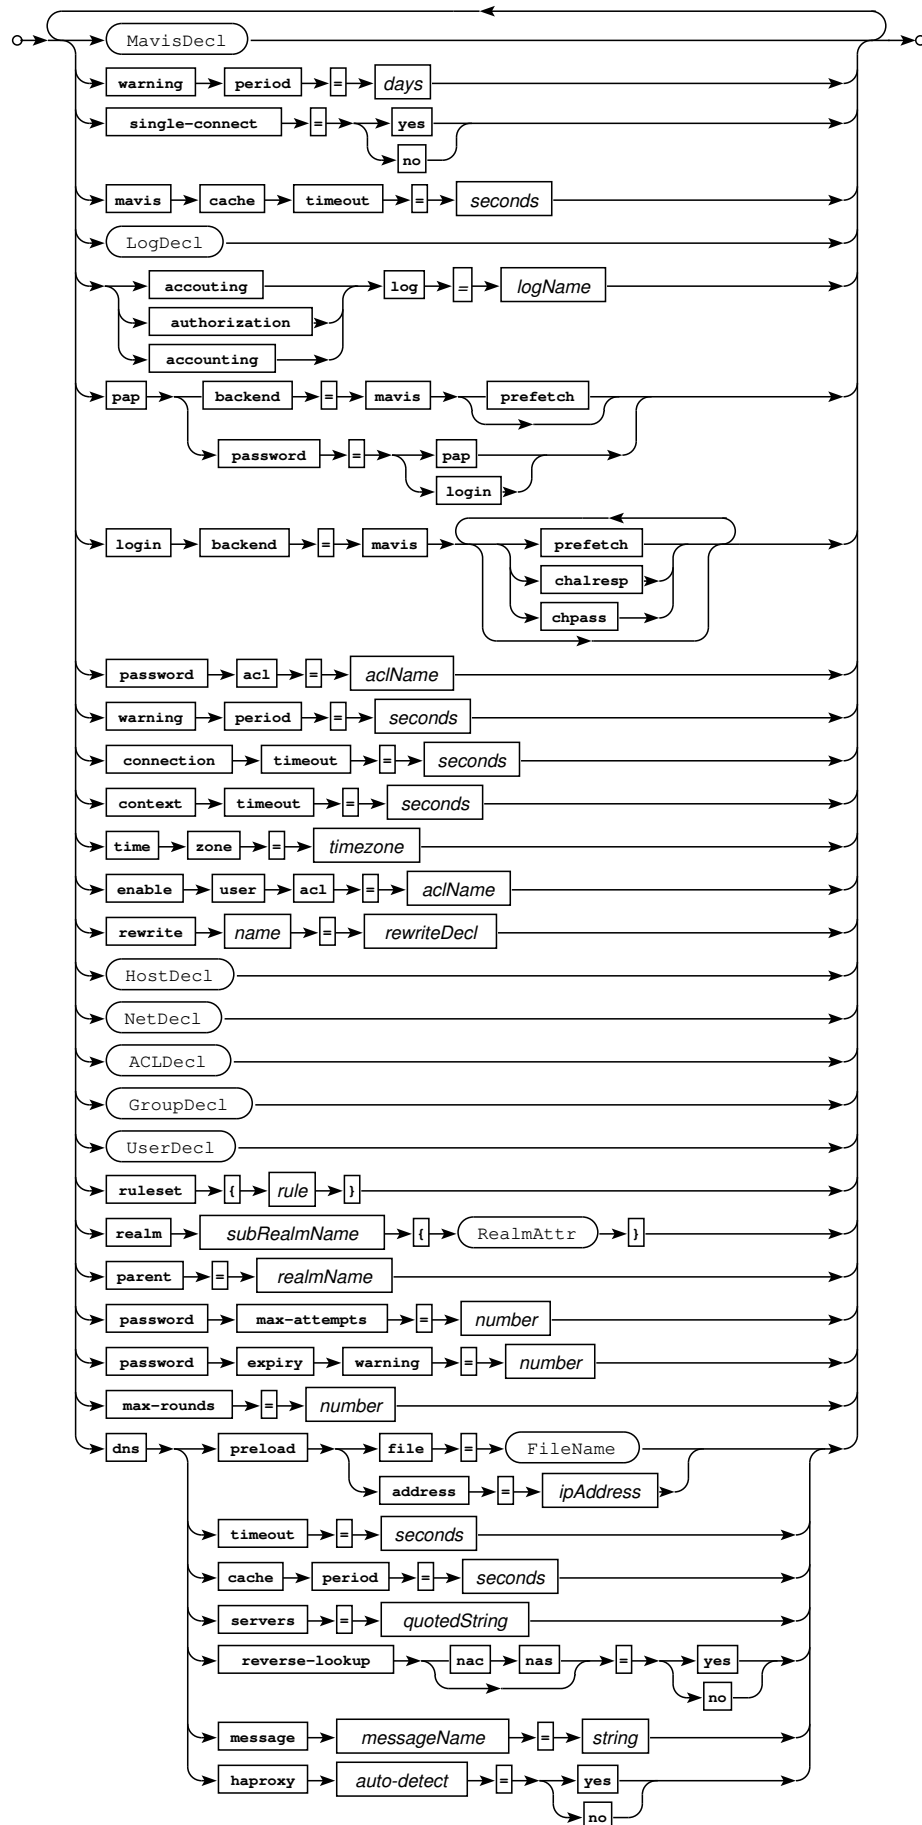 MavisDecl
warning period = days
single-connect = yes
no
mavis cache timeout = seconds
LogDecl
accouting log = logName
authorization
accounting
pap backend = mavis prefetch
password = pap
login
login backend = mavis prefetch
chalresp
chpass
password acl = aclName
warning period = seconds
connection timeout = seconds
context timeout = seconds
time zone = timezone
enable user acl = aclName
rewrite name = rewriteDecl
HostDecl
NetDecl
ACLDecl
GroupDecl
UserDecl
ruleset { rule }
realm subRealmName { RealmAttr }
parent = realmName
password max-attempts = number
password expiry warning = number
max-rounds = number
dns preload file = FileName
address = ipAddress
timeout = seconds
cache period = seconds
servers = quotedString
reverse-lookup nac nas = yes
no
message messageName = string
haproxy auto-detect = yes
no